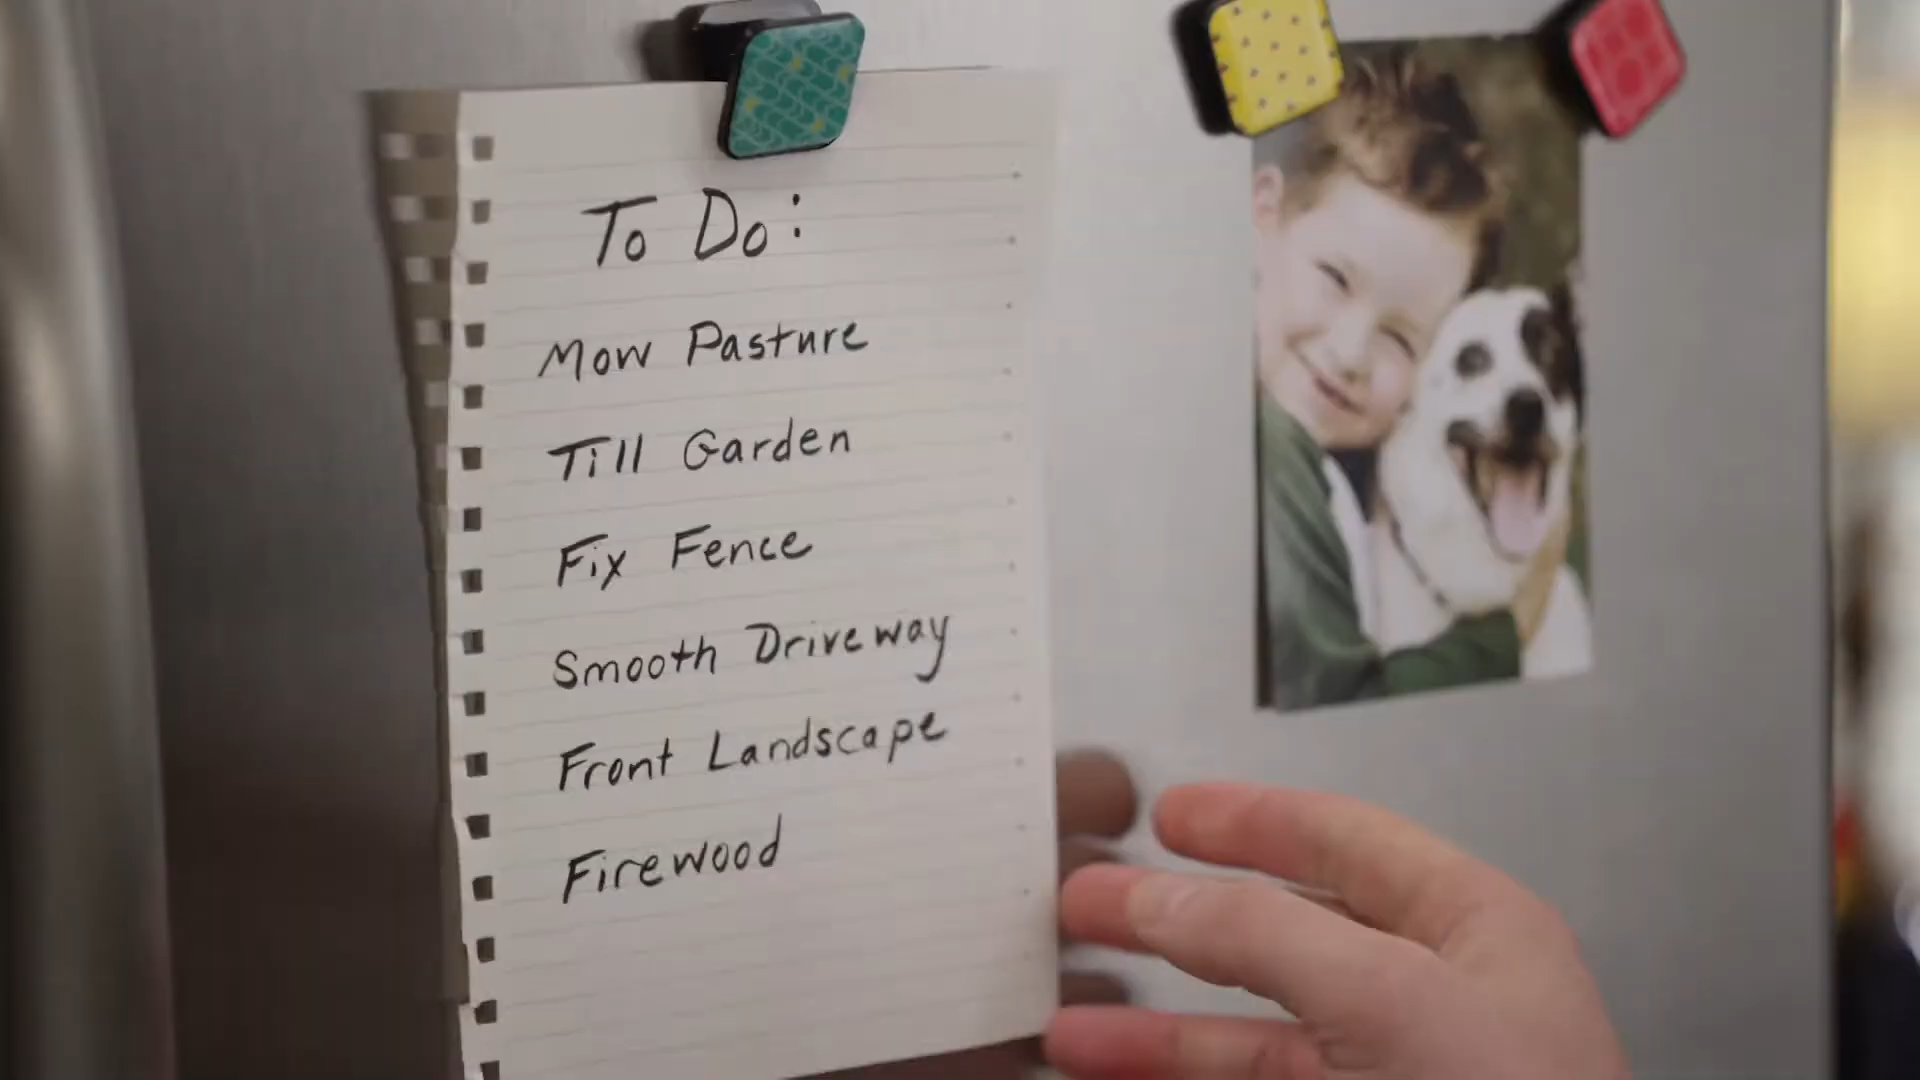 To Do:
Mow Pasture
Till Garden
Fix Fence
Smooth Driveway
Front Landscape
Firewood